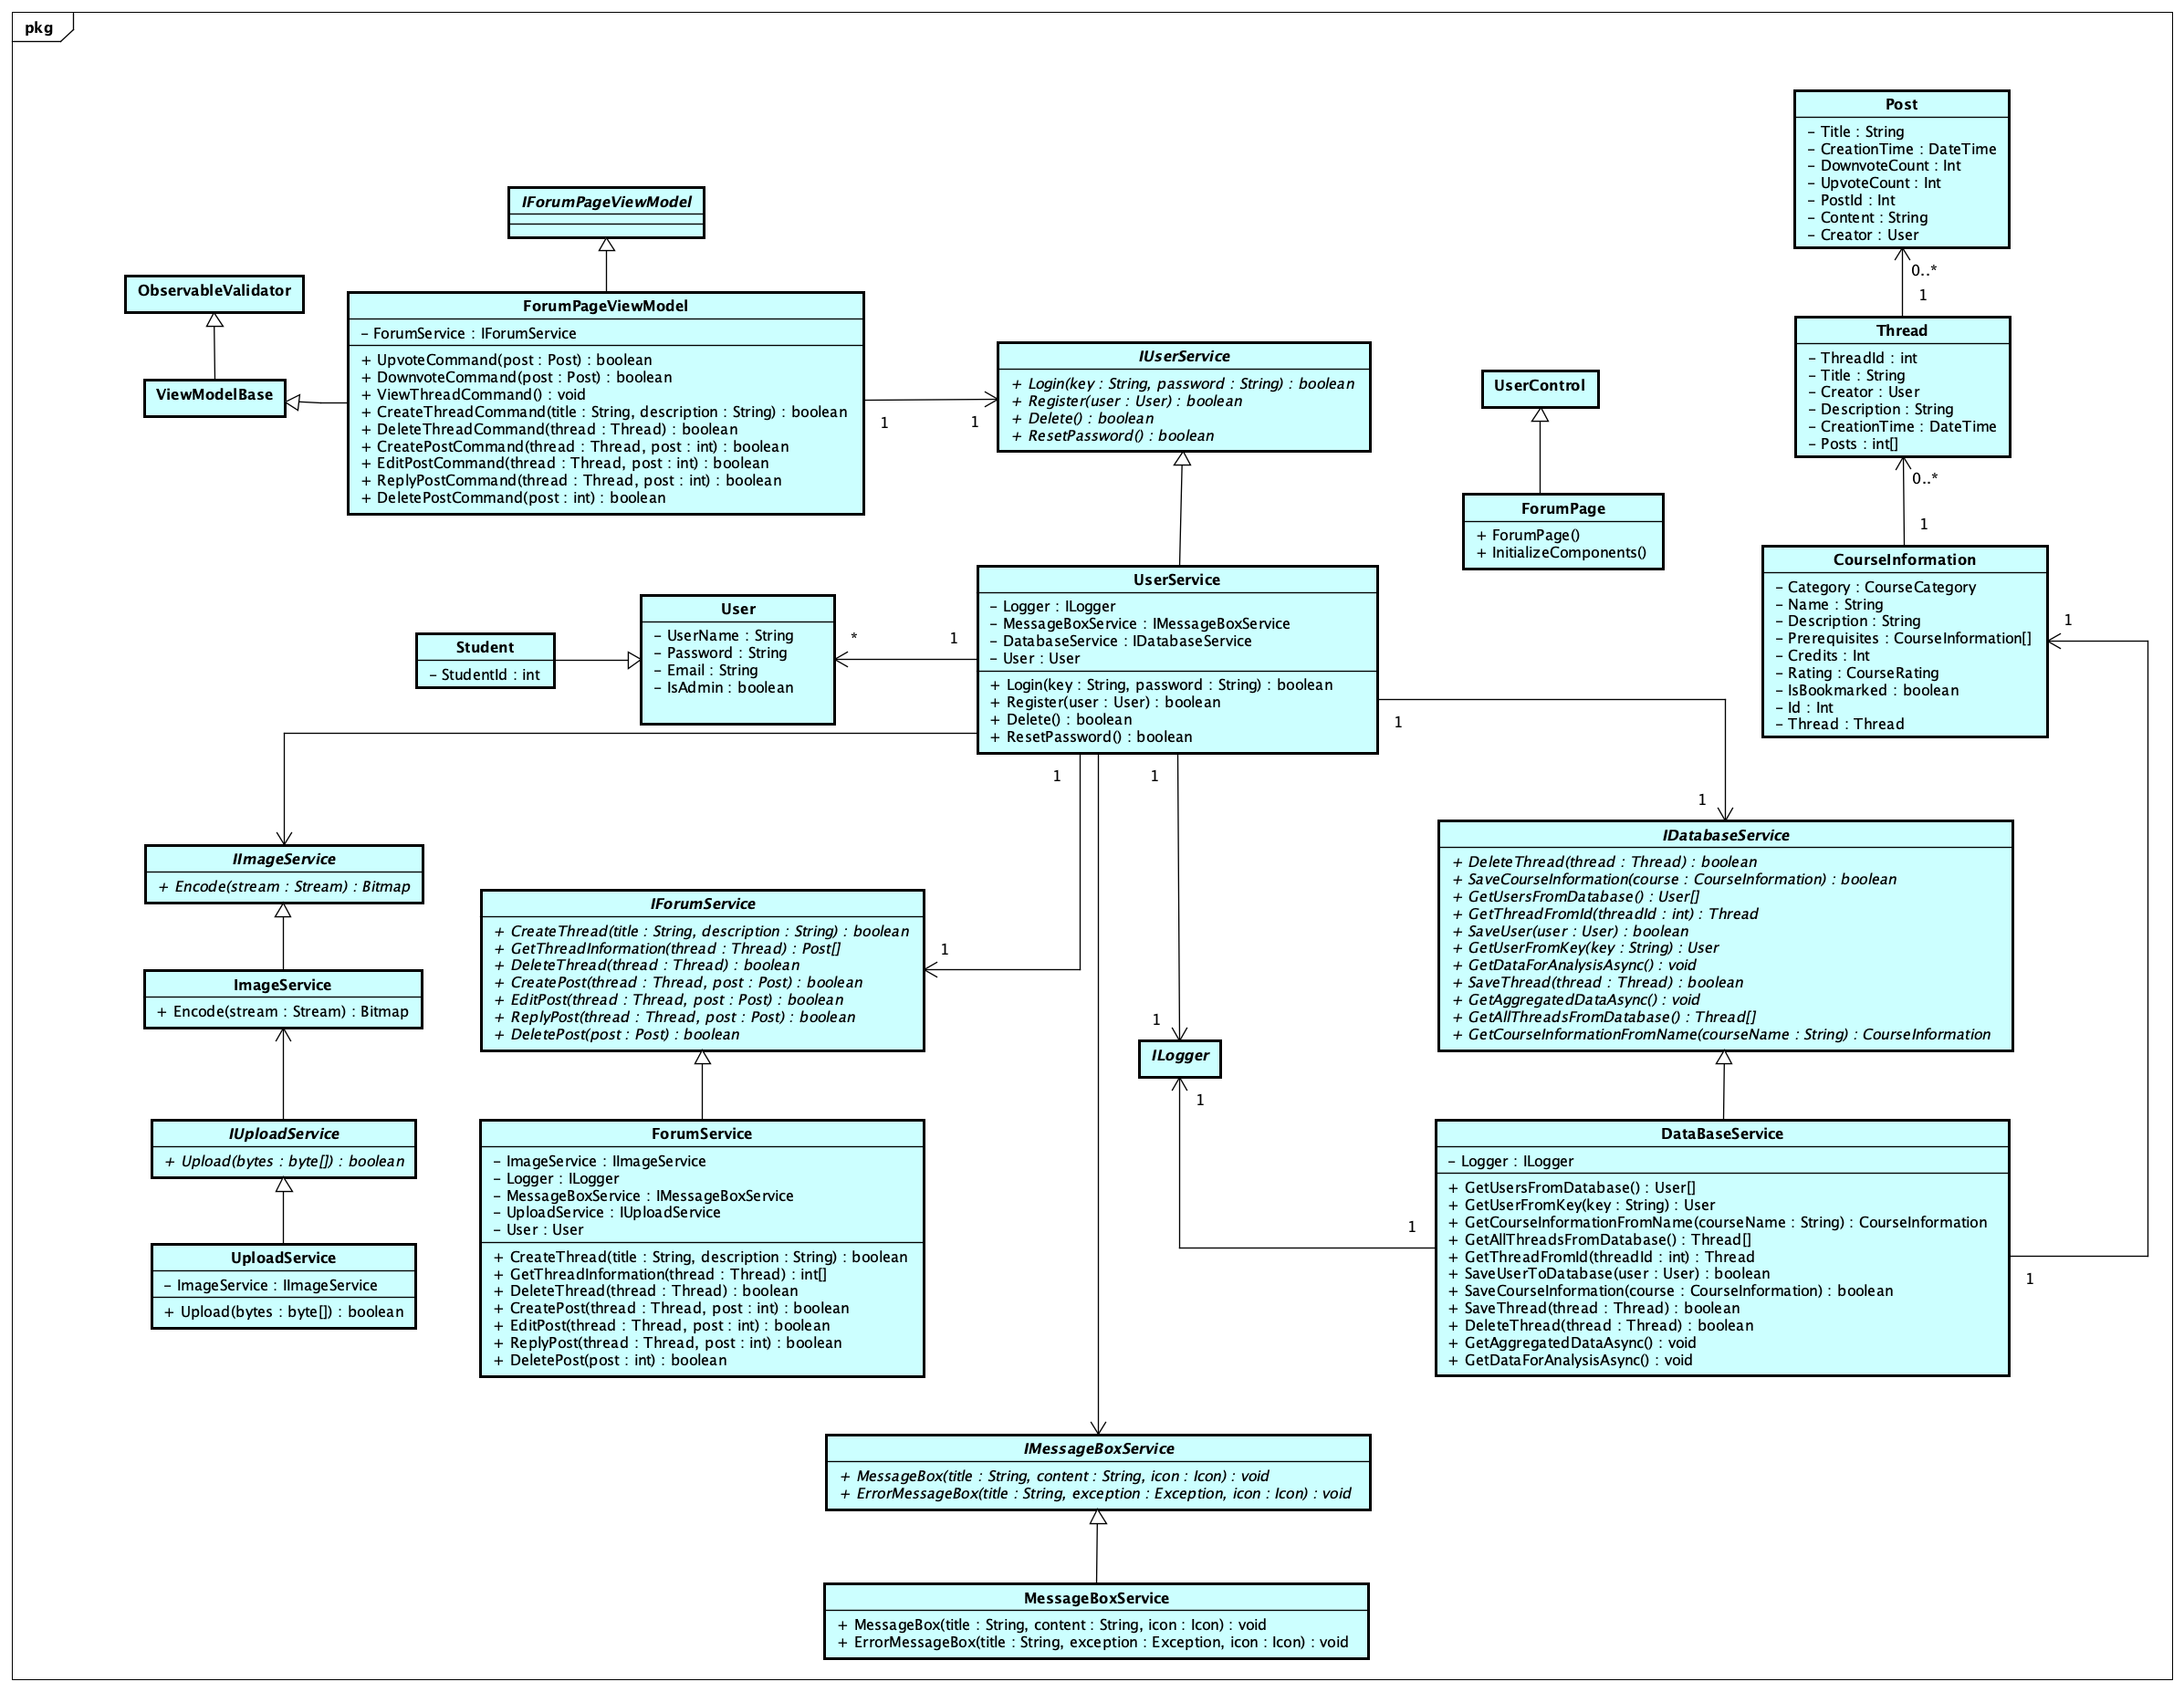 pkg
Post
– Title : String
– CreationTime : DateTime
– DownvoteCount : Int
– UpvoteCount : Int
– PostId : Int
– Content : String
– Creator : User
0..*
1
IForumPageViewModel
ObservableValidator
ViewModelBase
ForumPageViewModel
– ForumService : IForumService
+ UpvoteCommand(post : Post) : boolean
+ DownvoteCommand(post : Post) : boolean
+ ViewThreadCommand() : void
+ CreateThreadCommand(title : String, description : String) : boolean
+ DeleteThreadCommand(thread : Thread) : boolean
+ CreatePostCommand(thread : Thread, post : int) : boolean
+ EditPostCommand(thread : Thread, post : int) : boolean
+ ReplyPostCommand(thread : Thread, post : int) : boolean
+ DeletePostCommand(post : int) : boolean
1
1
IUserService
+ Login(key : String, password : String) : boolean
+ Register(user : User) : boolean
+ Delete() : boolean
+ ResetPassword() : boolean
UserControl
ForumPage
+ ForumPage()
+ InitializeComponents()
Thread
– ThreadId : int
– Title : String
– Creator : User
– Description : String
– CreationTime : DateTime
– Posts : int[]
0..*
1
CourseInformation
– Category : CourseCategory
– Name : String
– Description : String
– Prerequisites : CourseInformation[]
– Credits : Int
– Rating : CourseRating
– IsBookmarked : boolean
– Id : Int
– Thread : Thread
1
Student
– StudentId : int
User
– UserName : String
– Password : String
– Email : String
– IsAdmin : boolean
*
1
UserService
– Logger : ILogger
– MessageBoxService : IMessageBoxService
– DatabaseService : IDatabaseService
– User : User
+ Login(key : String, password : String) : boolean
+ Register(user : User) : boolean
+ Delete() : boolean
+ ResetPassword() : boolean
1
1
1
1
IImageService
+ Encode(stream : Stream) : Bitmap
ImageService
+ Encode(stream : Stream) : Bitmap
IUploadService
+ Upload(bytes : byte[]) : boolean
UploadService
– ImageService : IImageService
+ Upload(bytes : byte[]) : boolean
IForumService
+ CreateThread(title : String, description : String) : boolean
+ GetThreadInformation(thread : Thread) : Post[]
+ DeleteThread(thread : Thread) : boolean
+ CreatePost(thread : Thread, post : Post) : boolean
+ EditPost(thread : Thread, post : Post) : boolean
+ ReplyPost(thread : Thread, post : Post) : boolean
+ DeletePost(post : Post) : boolean
1
ForumService
– ImageService : IImageService
– Logger : ILogger
– MessageBoxService : IMessageBoxService
– UploadService : IUploadService
– User : User
+ CreateThread(title : String, description : String) : boolean
+ GetThreadInformation(thread : Thread) : int[]
+ DeleteThread(thread : Thread) : boolean
+ CreatePost(thread : Thread, post : int) : boolean
+ EditPost(thread : Thread, post : int) : boolean
+ ReplyPost(thread : Thread, post : int) : boolean
+ DeletePost(post : int) : boolean
1
ILogger
1
IDatabaseService
+ DeleteThread(thread : Thread) : boolean
+ SaveCourseInformation(course : CourseInformation) : boolean
+ GetUsersFromDatabase() : User[]
+ GetThreadFromId(threadId : int) : Thread
+ SaveUser(user : User) : boolean
+ GetUserFromKey(key : String) : User
+ GetDataForAnalysisAsync() : void
+ SaveThread(thread : Thread) : boolean
+ GetAggregatedDataAsync() : void
+ GetAllThreadsFromDatabase() : Thread[]
+ GetCourseInformationFromName(courseName : String) : CourseInformation
DataBaseService
– Logger : ILogger
+ GetUsersFromDatabase() : User[]
+ GetUserFromKey(key : String) : User
+ GetCourseInformationFromName(courseName : String) : CourseInformation
+ GetAllThreadsFromDatabase() : Thread[]
+ GetThreadFromId(threadId : int) : Thread
+ SaveUserToDatabase(user : User) : boolean
+ SaveCourseInformation(course : CourseInformation) : boolean
+ SaveThread(thread : Thread) : boolean
+ DeleteThread(thread : Thread) : boolean
+ GetAggregatedDataAsync() : void
+ GetDataForAnalysisAsync() : void
1
1
IMessageBoxService
+ MessageBox(title : String, content : String, icon : Icon) : void
+ ErrorMessageBox(title : String, exception : Exception, icon : Icon) : void
MessageBoxService
+ MessageBox(title : String, content : String, icon : Icon) : void
+ ErrorMessageBox(title : String, exception : Exception, icon : Icon) : void